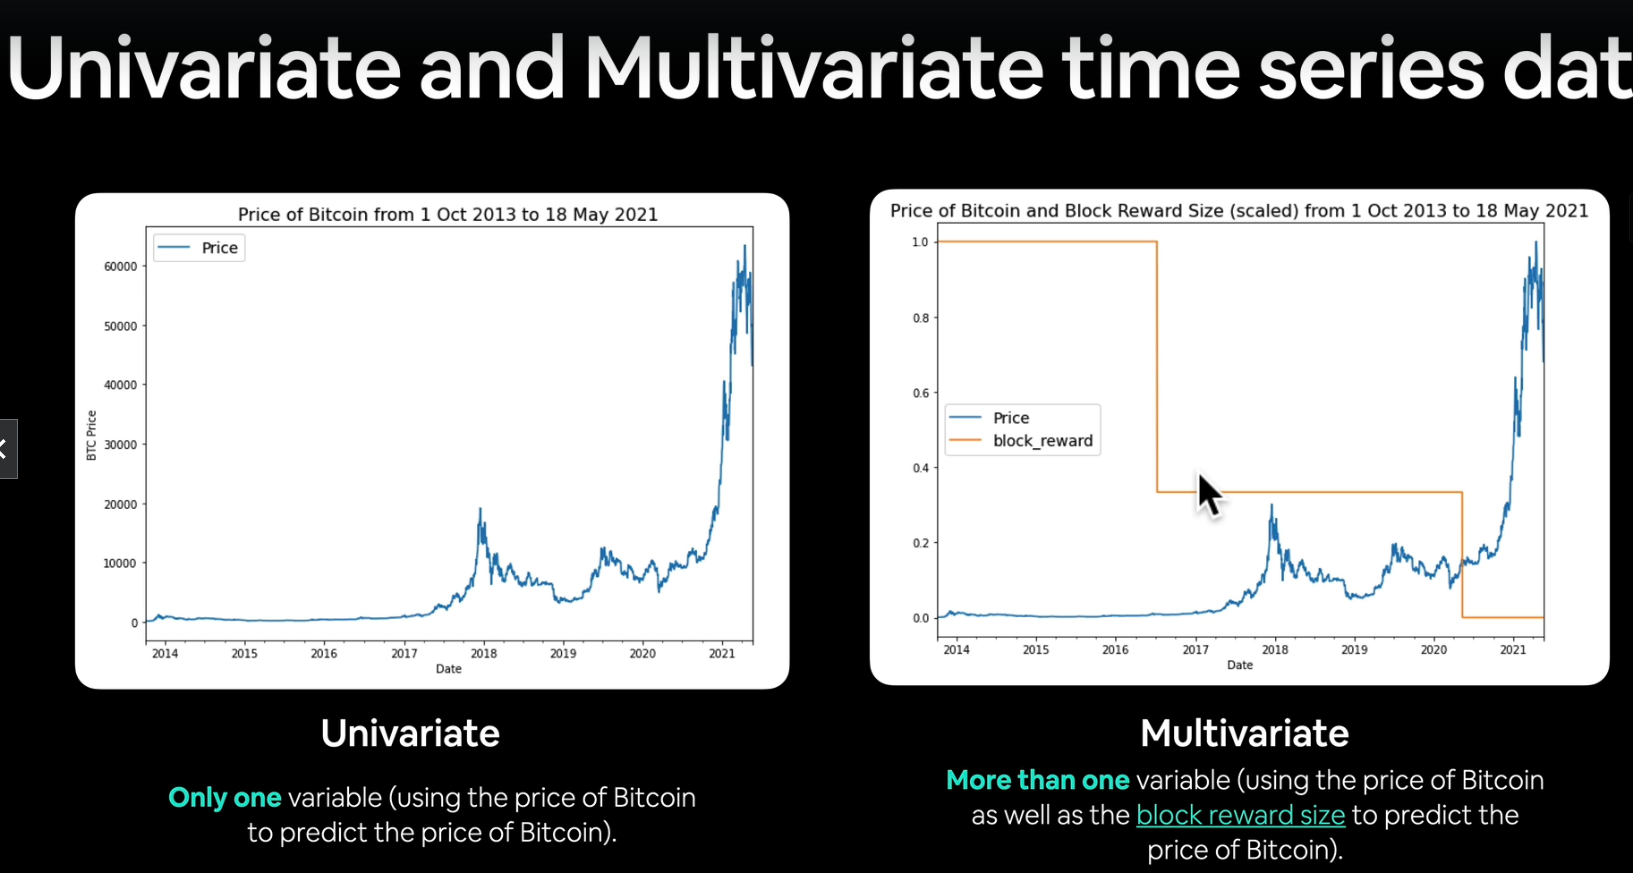 Univariate and Multivariate time series dat
Price of Bitcoin from 1 Oct 2013 to 18 May 2021
Price
60000
50000
40000
30000
20000
10000
0
BTC Price
2014 2015 2016 2017 2018 2019 2020 2021
Date
Univariate
Only one variable (using the price of Bitcoin
to predict the price of Bitcoin).
Price of Bitcoin and Block Reward Size (scaled) from 1 Oct 2013 to 18 May 2021
1.0
0.8
0.6
0.4
0.2
0.0
Price
block_reward
2014 2015 2016 2017 2018 2019 2020 2021
Date
Multivariate
More than one variable (using the price of Bitcoin
as well as the block reward size to predict the
price of Bitcoin).